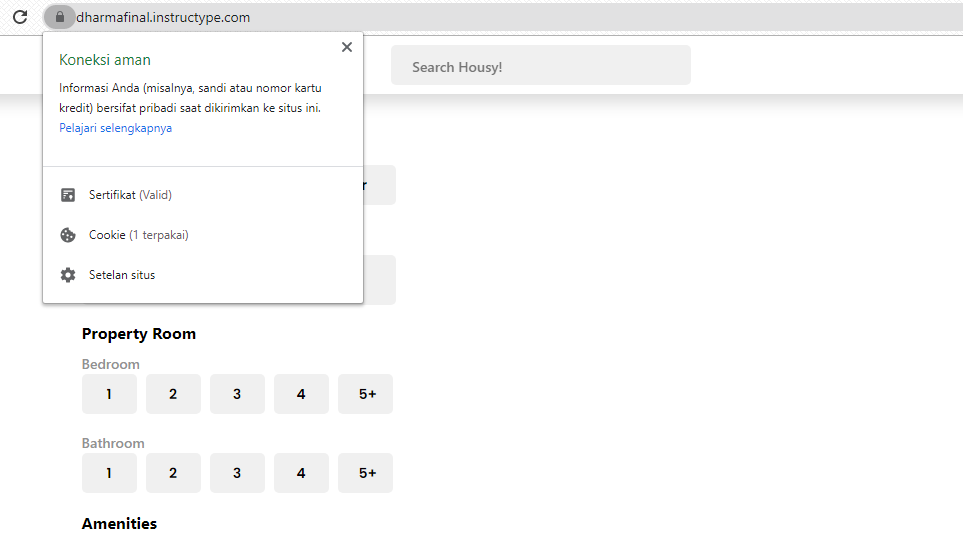 dharmafinal.instructype.com
Koneksi aman
Informasi Anda (misalnya, sandi atau nomor kartu
kredit) bersifat pribadi saat dikirimkan ke situs ini.
Pelajari selengkapnya
Sertifikat (Valid)
Cookie (1 terpakai)
Setelan situs
Search Housy!
r
Property Room
Bedroom
1 2 3 4 5+
Bathroom
1 2 3 4 5+
Amenities